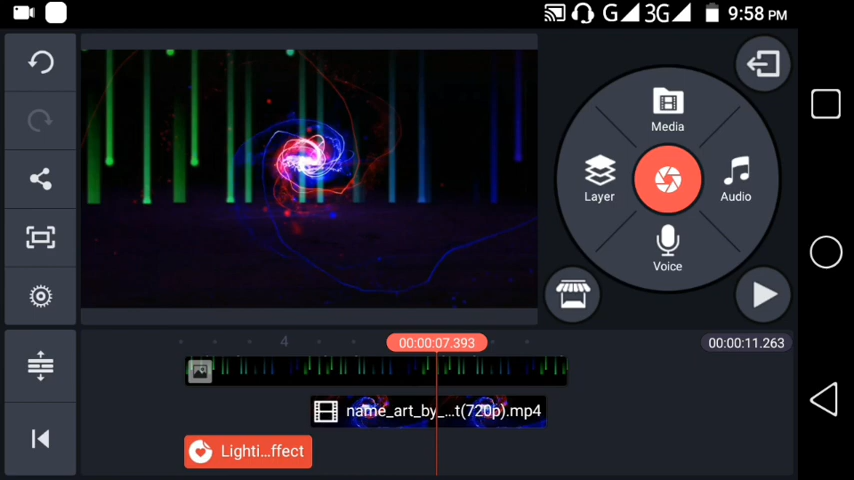 G 3G 9:58 PM
Media
Layer
Audio
Voice
4
00:00:07.393
00:00:11.263
name_art_by_...t(720p).mp4
Lighti...ffect